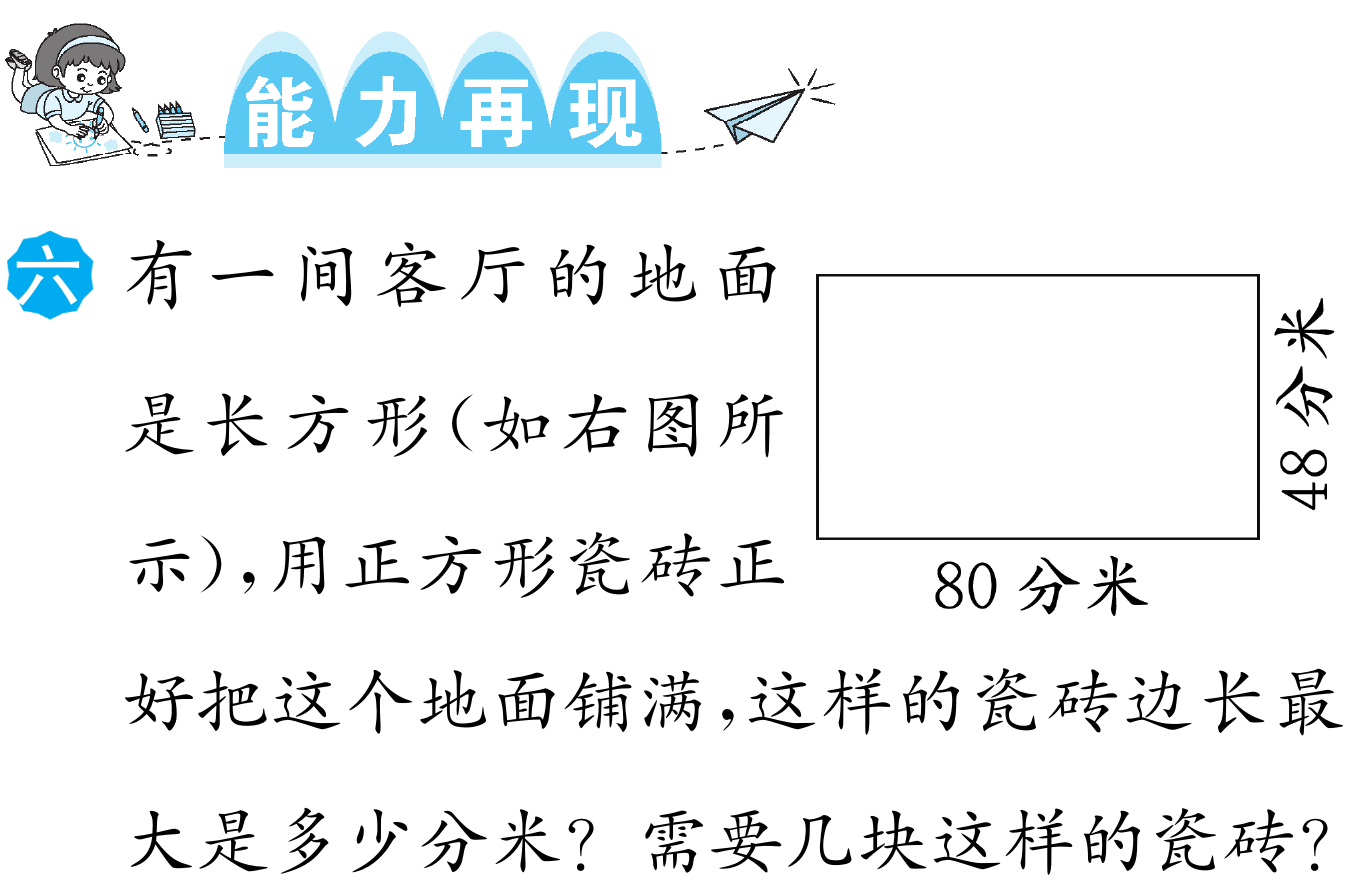 能力再现
六 有一间客厅的地面
是长方形(如右图所
示),用正方形瓷砖正
好把这个地面铺满,这样的瓷砖边长最
大是多少分米? 需要几块这样的瓷砖?
48分米
80分米